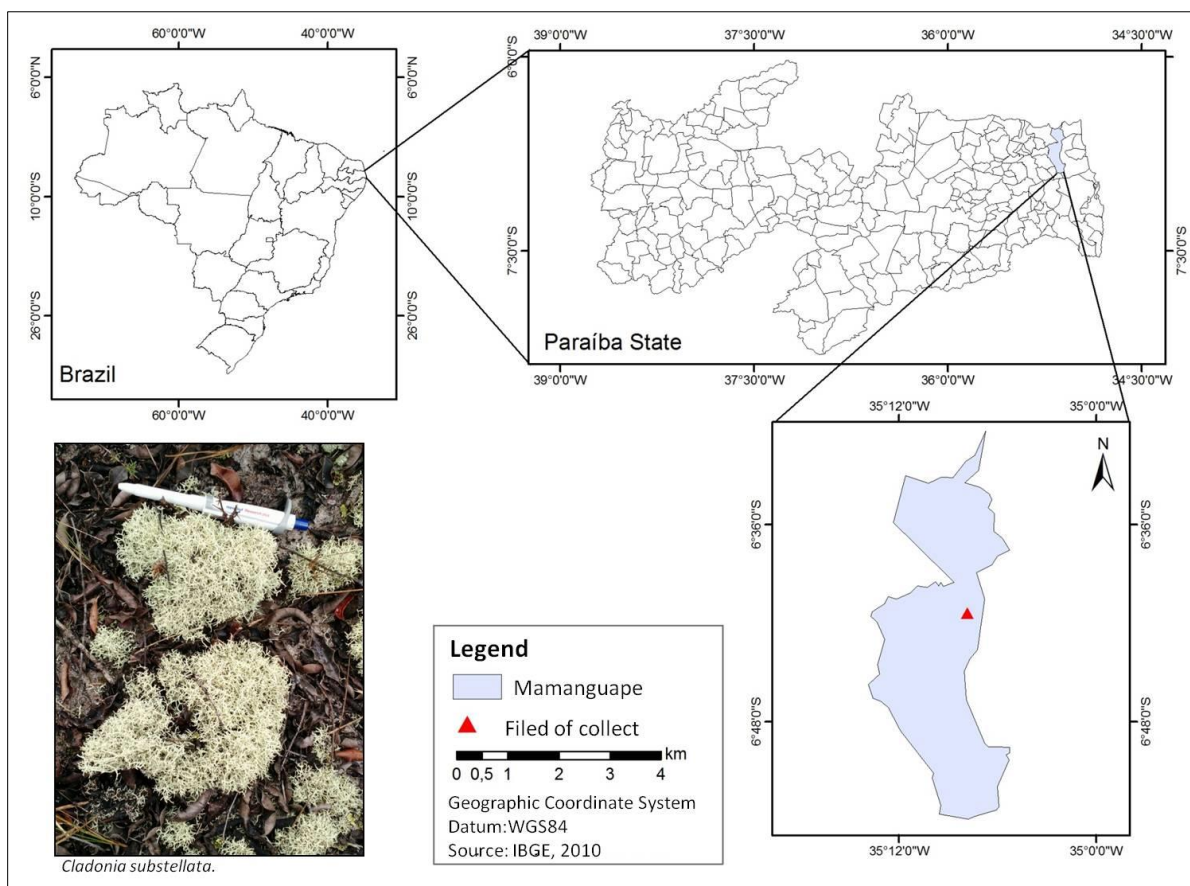 60°0'0"W 40°0'0"W
6°0'0"N 6°0'0"N
10°0'0"S 10°0'0"S
26°0'0"S 26°0'0"S
Brazil
60°0'0"W 40°0'0"W
39°0'0"W 37°30'0"W 36°0'0"W 34°30'0"W
6°0'0"S
7°30'0"S 7°30'0"S
Paraíba State
39°0'0"W 37°30'0"W 36°0'0"W 34°30'0"W
35°12'0"W 35°0'0"W
N
6°36'0"S 6°36'0"S
6°48'0"S 6°48'0"S
35°12'0"W 35°0'0"W
Legend
Mamanguape
Filed of collect
km
0 0,5 1 2 3 4
Geographic Coordinate System
Datum:WGS84
Source: IBGE, 2010
Cladonia substellata.